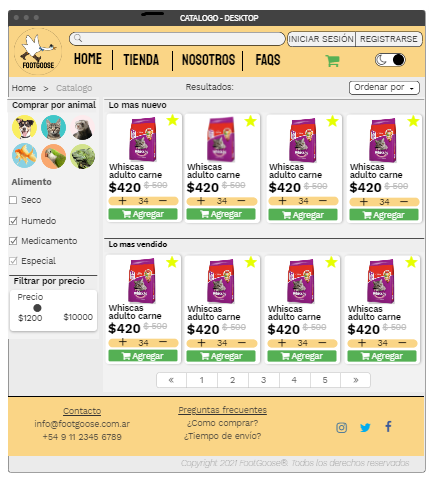 CATALOGO - DESKTOP
INICIAR SESIÓN REGISTRARSE
FOOTGOOSE
HOME TIENDA NOSOTROS FAQS
Home > Catalogo
Resultados:
Ordenar por
Comprar por animal
Alimento
Seco
Humedo
Medicamento
Especial
Filtrar por precio
Precio
$1200 $10000
Lo mas nuevo
Whiscas adulto carne
$420 $ 500
+ 34 −
Agregar
Whiscas adulto carne
$420 $ 500
+ 34 −
Agregar
Whiscas adulto carne
$420 $ 500
+ 34 −
Agregar
Whiscas adulto carne
$420 $ 500
+ 34 −
Agregar
Lo mas vendido
Whiscas adulto carne
$420 $ 500
+ 34 −
Agregar
Whiscas adulto carne
$420 $ 500
+ 34 −
Agregar
Whiscas adulto carne
$420 $ 500
+ 34 −
Agregar
Whiscas adulto carne
$420 $ 500
+ 34 −
Agregar
« 1 2 3 4 5 »
Contacto
info@footgoose.com.ar
+54 9 11 2345 6789
Preguntas frecuentes
¿Como comprar?
¿Tiempo de envío?
Copyright 2021 FootGoose® Todos los derechos reservados